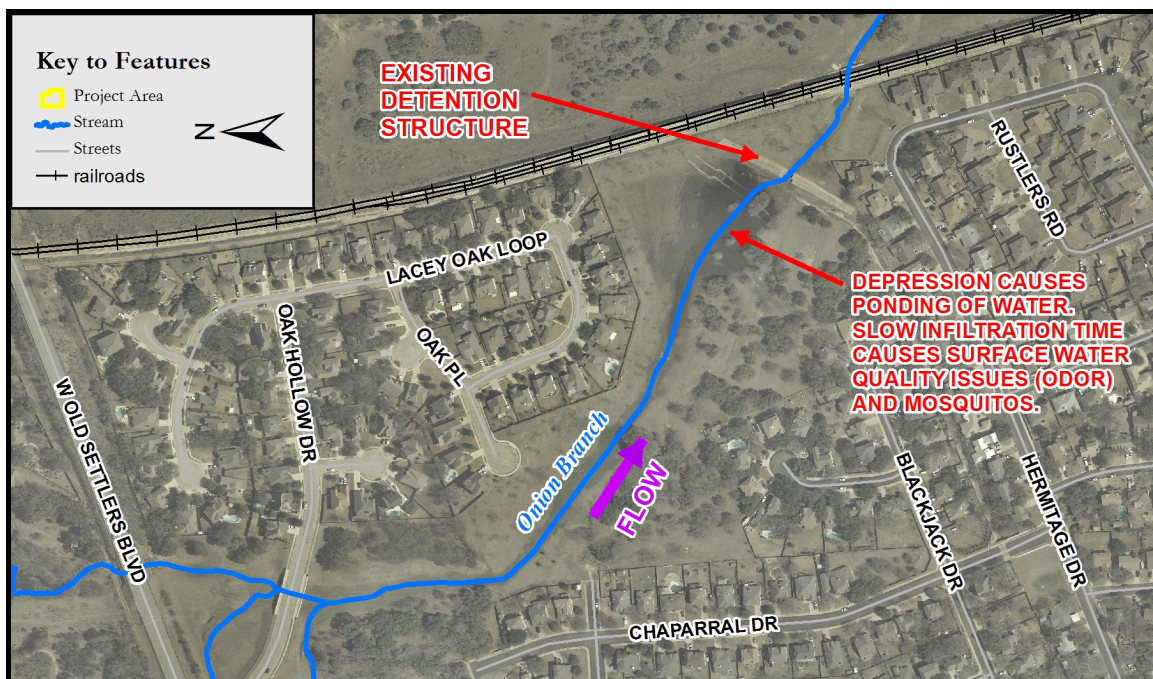 Key to Features
Project Area
Stream
Streets
railroads
N
EXISTING
DETENTION
STRUCTURE
RUSTLERS RD
LACEY OAK LOOP
OAK HOLLOW DR
OAK PL
W OLD SETTLERS BLVD
DEPRESSION CAUSES
PONDING OF WATER.
SLOW INFILTRATION TIME
CAUSES SURFACE WATER
QUALITY ISSUES (ODOR)
AND MOSQUITOS.
Onion Branch
FLOW
BLACKJACK DR
HERMITAGE DR
CHAPARRAL DR